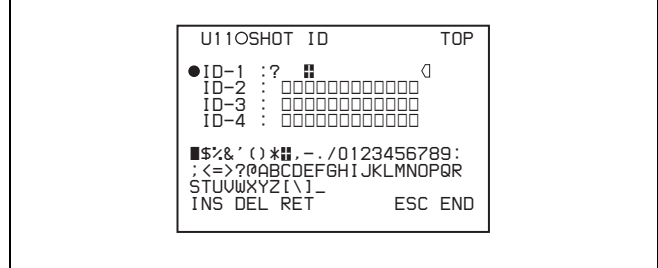 U11○SHOT ID TOP
●ID-1 :?
ID-2 : □□□□□□□□□□□□
ID-3 : □□□□□□□□□□□□
ID-4 : □□□□□□□□□□□□
■$%&'()*,-./0123456789:
;<=>?@ABCDEFGHIJKLMNOPQR
STUVWXYZ[\]_
INS DEL RET ESC END